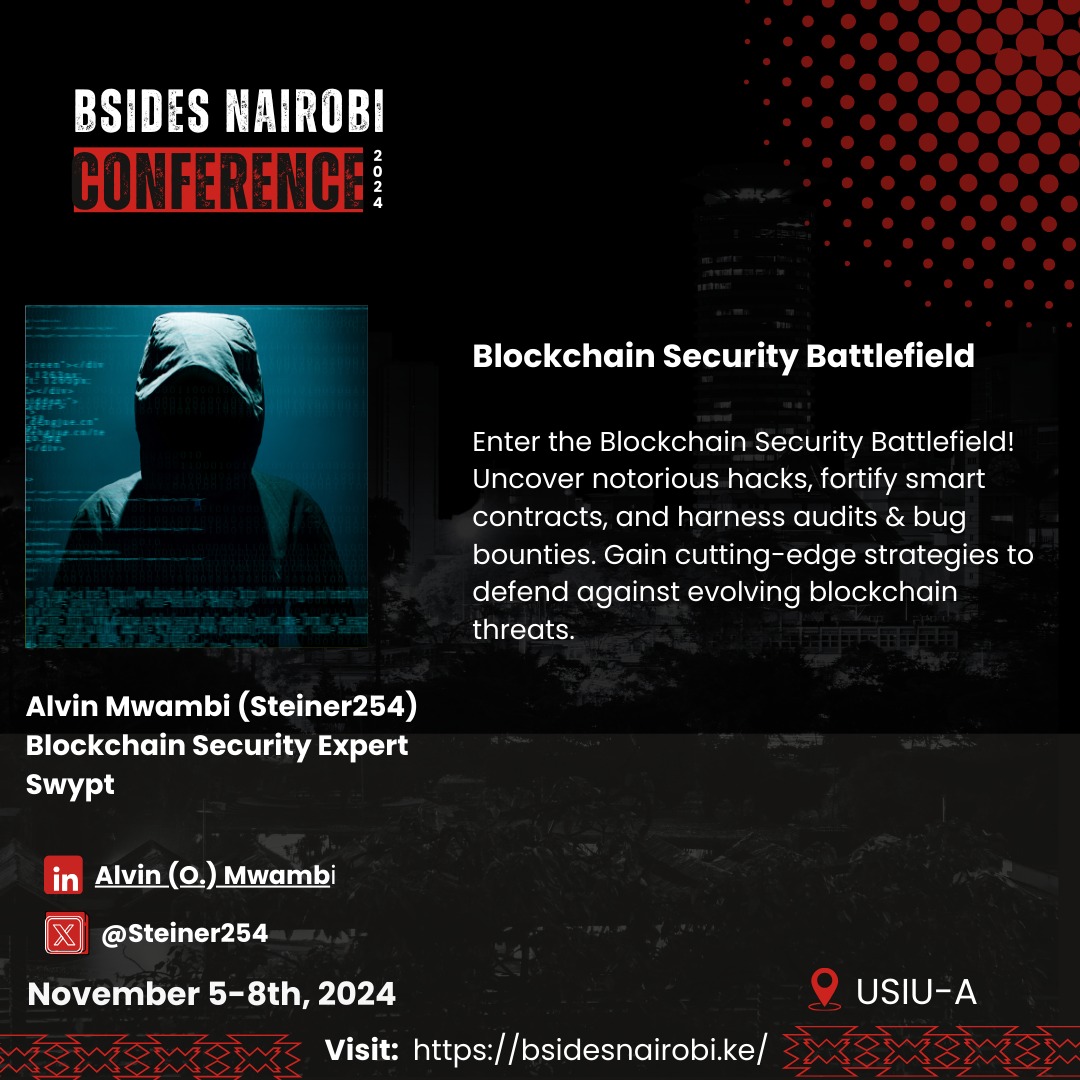 BSIDES NAIROBI
CONFERENCE
2024
Blockchain Security Battlefield
Enter the Blockchain Security Battlefield!
Uncover notorious hacks, fortify smart
contracts, and harness audits & bug
bounties. Gain cutting-edge strategies to
defend against evolving blockchain
threats.
Alvin Mwambi (Steiner254)
Blockchain Security Expert
Swypt
in Alvin (O.) Mwambi
X @Steiner254
November 5-8th, 2024
USIU-A
Visit: https://bsidesnairobi.ke/